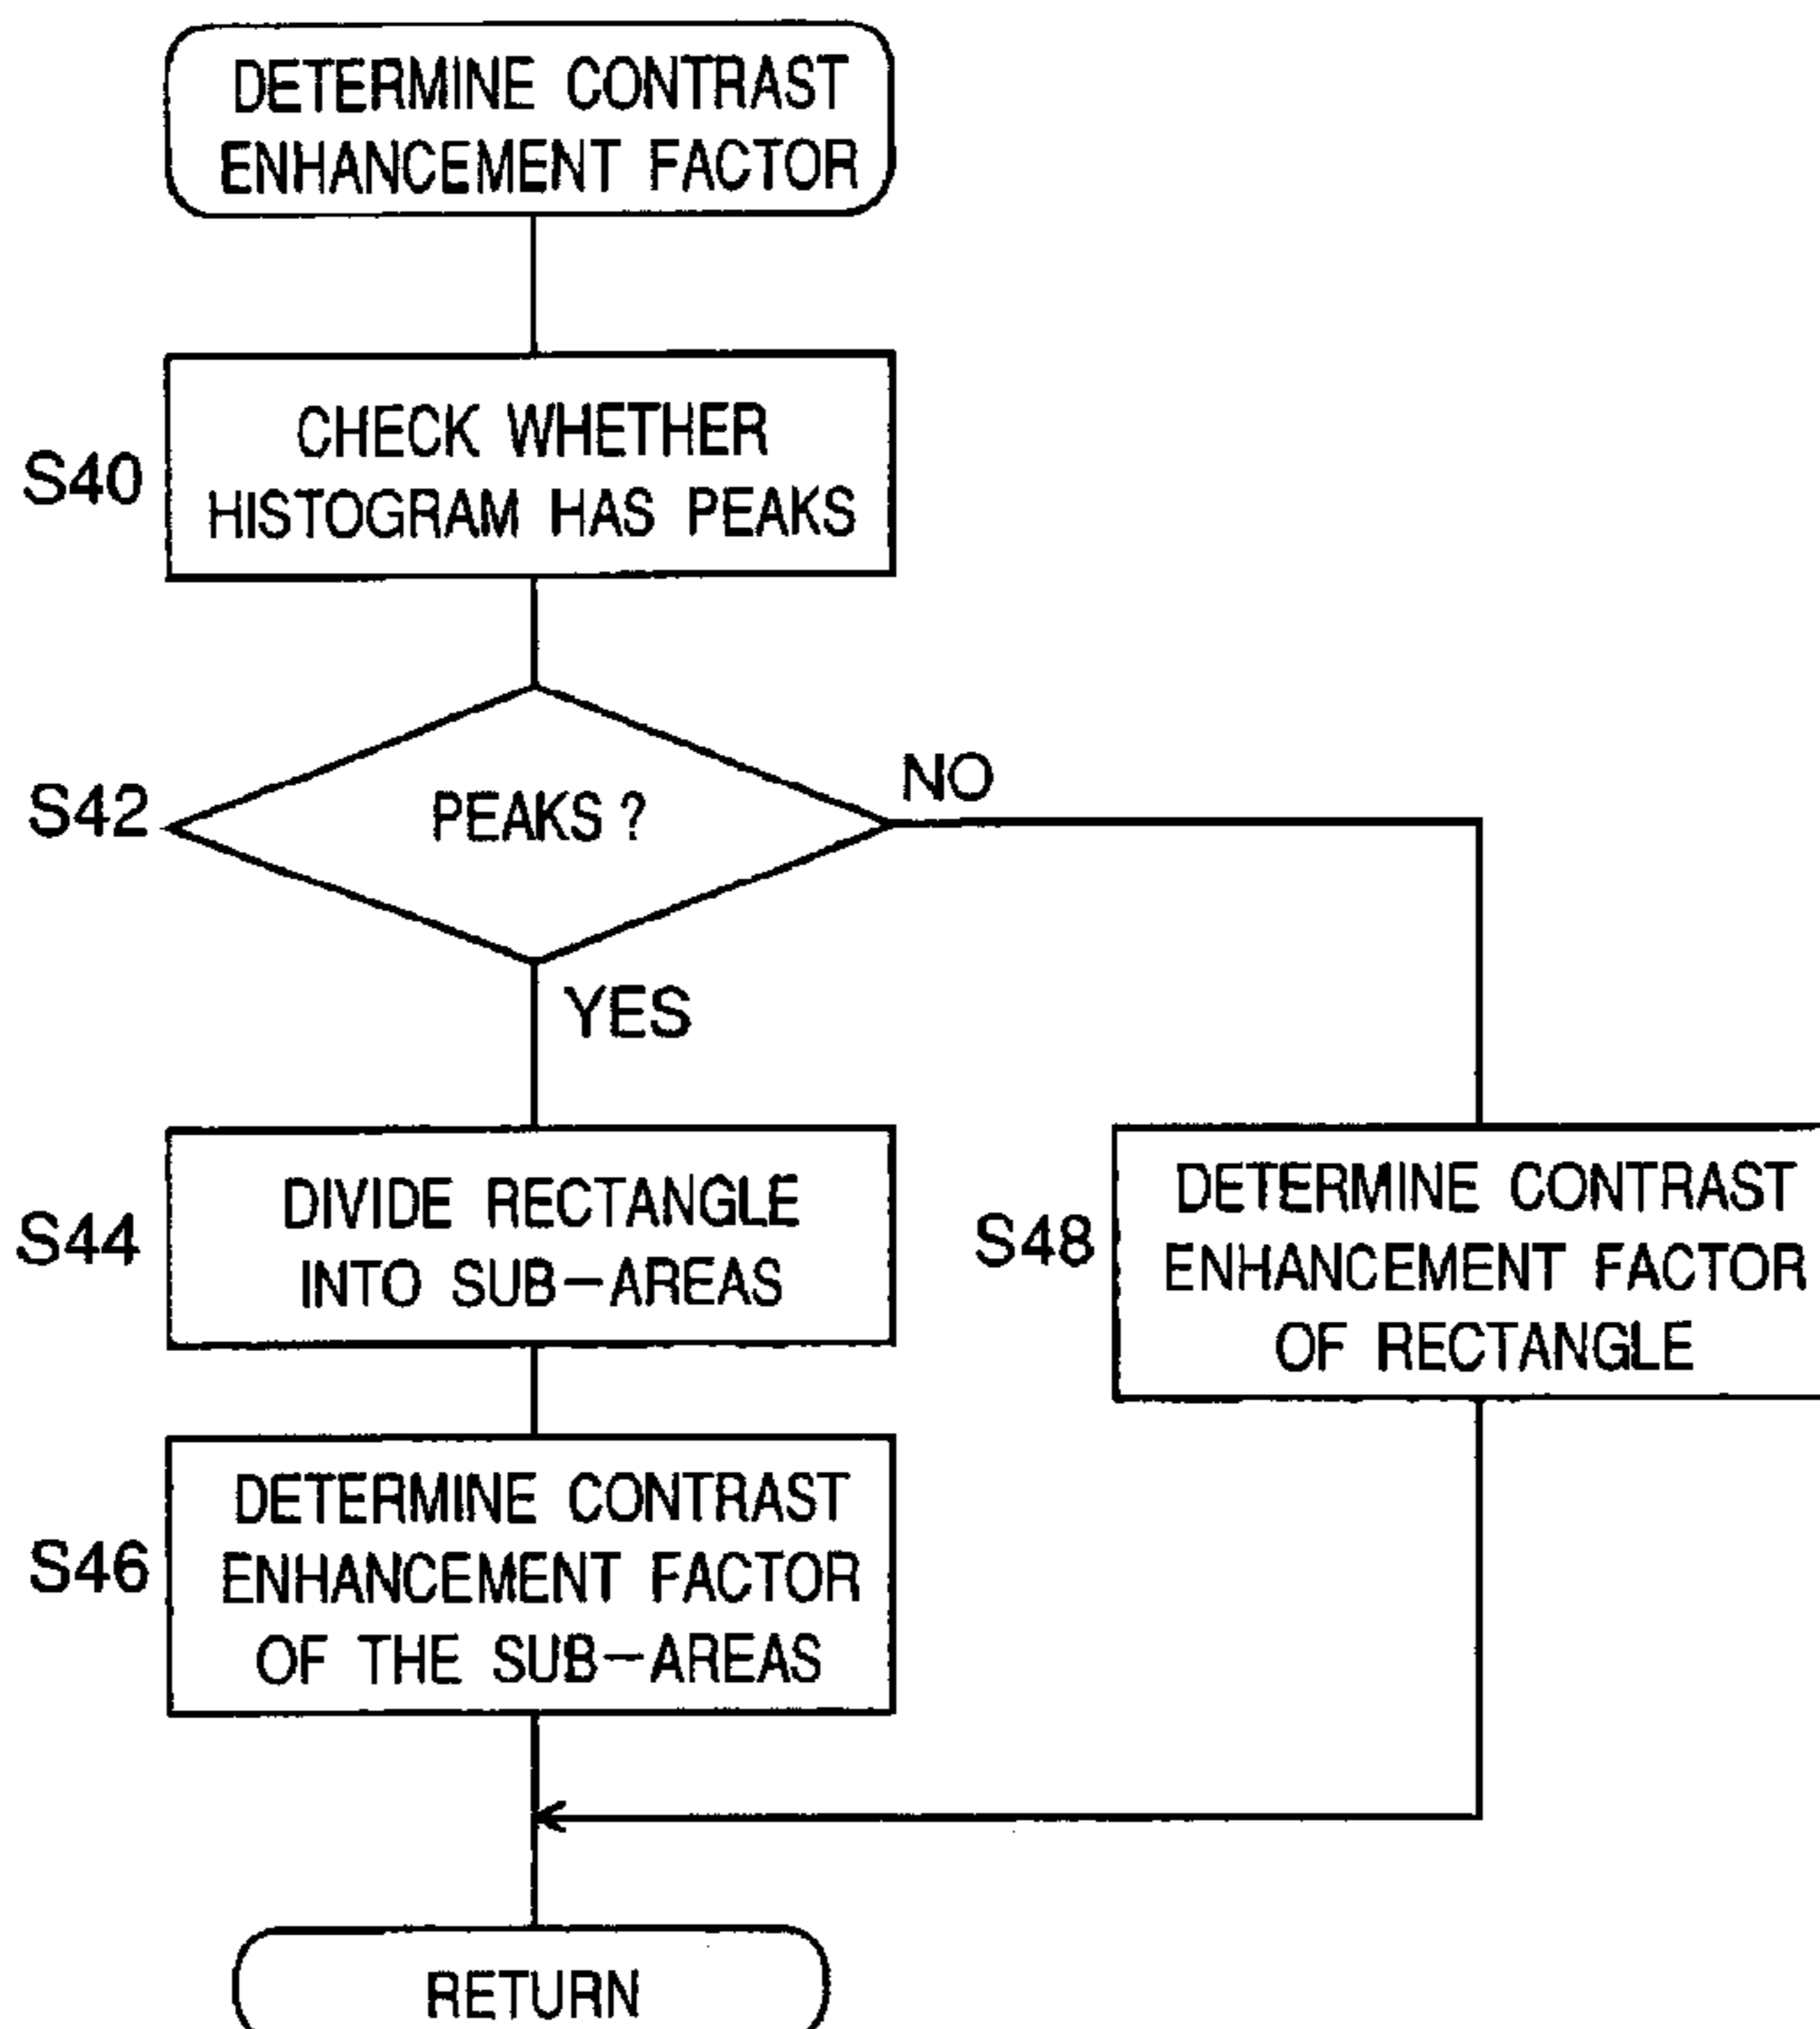 DETERMINE CONTRAST
ENHANCEMENT FACTOR
S40
CHECK WHETHER
HISTOGRAM HAS PEAKS
S42
PEAKS ?
NO
YES
S44
DIVIDE RECTANGLE
INTO SUB-AREAS
S48
DETERMINE CONTRAST
ENHANCEMENT FACTOR
OF RECTANGLE
S46
DETERMINE CONTRAST
ENHANCEMENT FACTOR
OF THE SUB-AREAS
RETURN